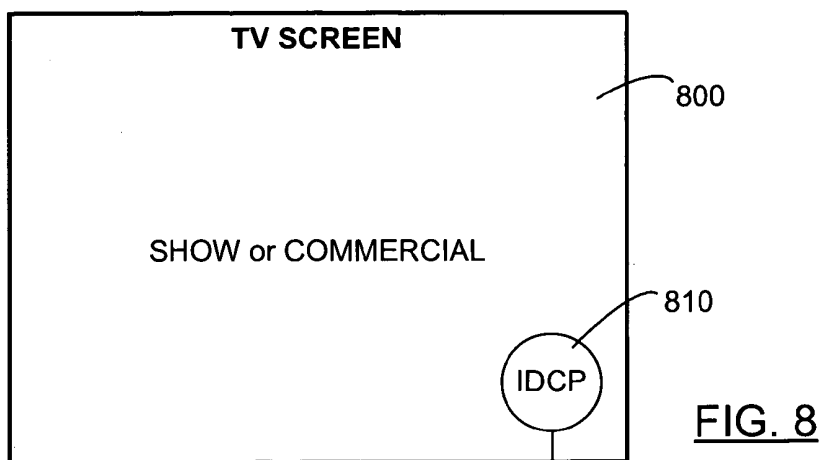 TV SCREEN
800
SHOW or COMMERCIAL
810
IDCP
FIG. 8